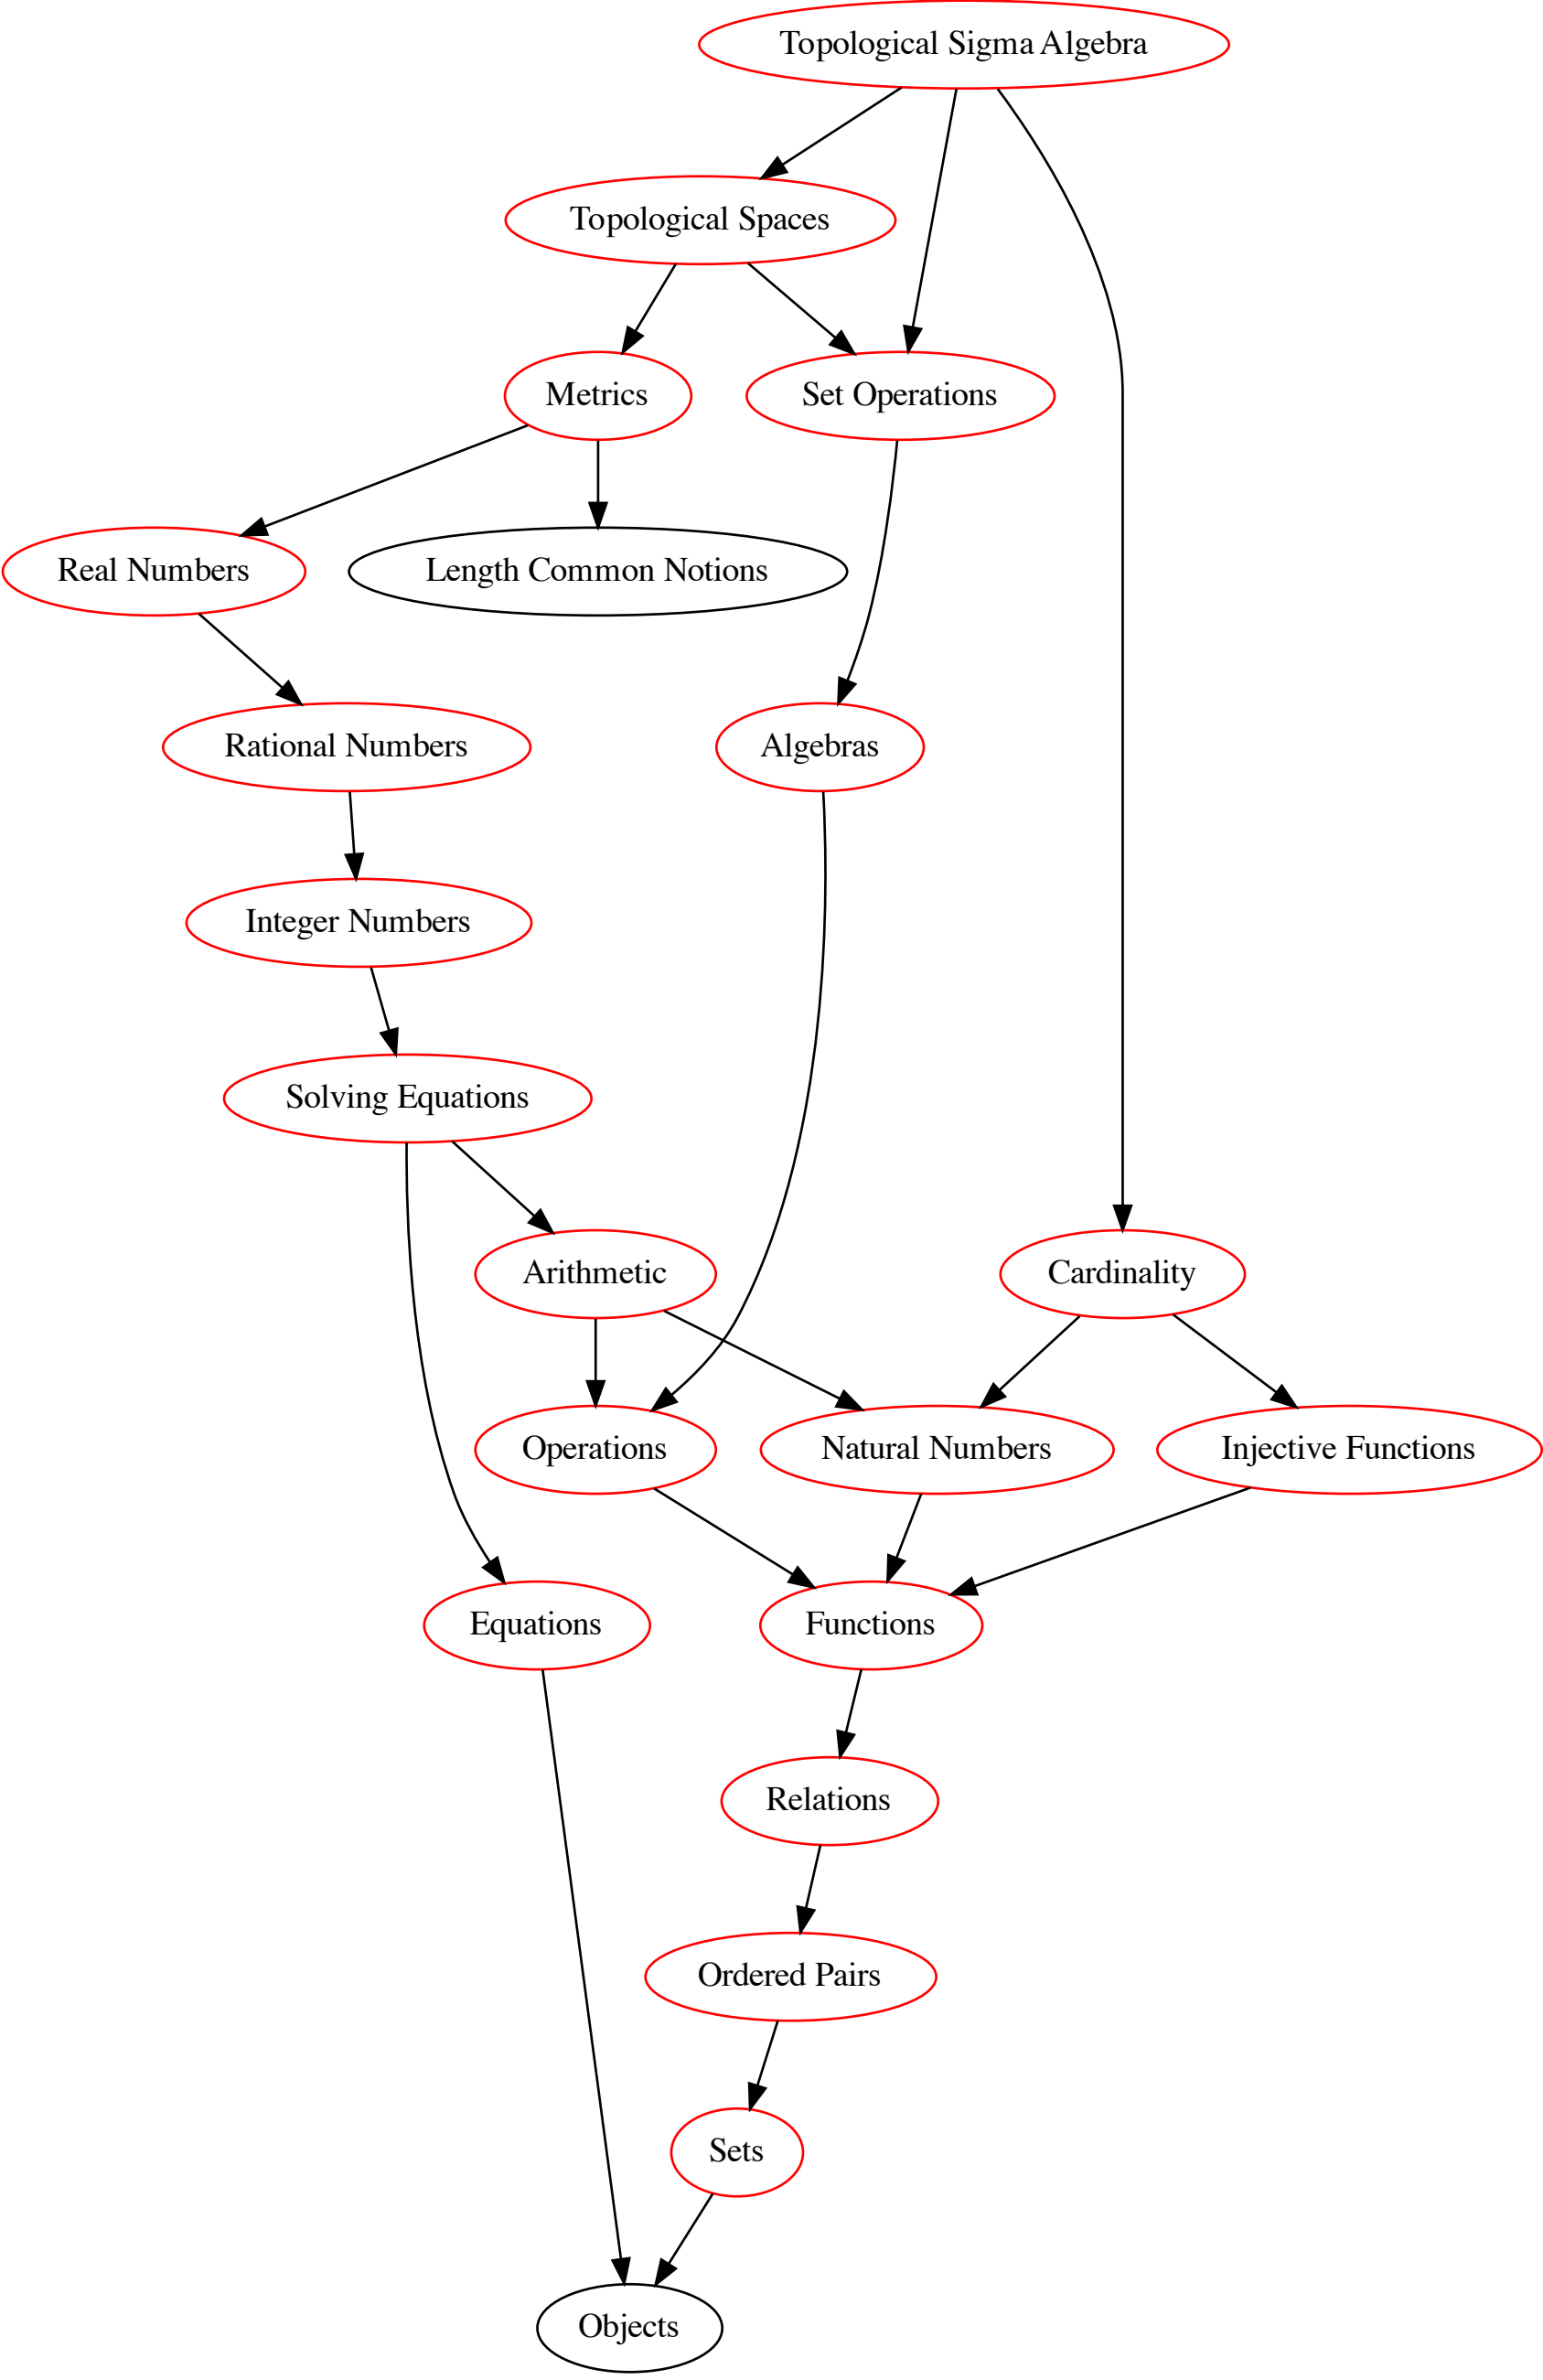 Topological Sigma Algebra
Topological Spaces
Metrics
Set Operations
Real Numbers
Length Common Notions
Rational Numbers
Algebras
Integer Numbers
Solving Equations
Arithmetic
Cardinality
Operations
Natural Numbers
Injective Functions
Equations
Functions
Relations
Ordered Pairs
Sets
Objects